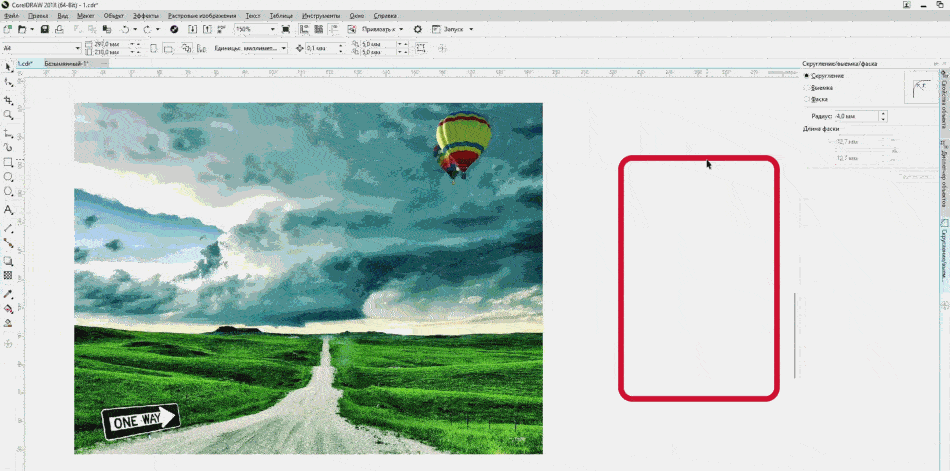 CorelDRAW 2018 (64-Bit) - 1.cdr*
Файл Правка Вид Макет Объект Эффекты Растровые изображения Текст Таблица Инструменты Окно Справка
150% PDF Привязать к Запуск
A4 297,0 мм 210,0 мм Единицы: миллимет... 0,1 мм 5,0 мм 5,0 мм
1.cdr* Безымянный-1*
Скругление/выемка/фаска
Скругление
Выемка
Фаска
Радиус: 4,0 мм
Длина фаски
12,7 мм
12,7 мм
Свойства объекта
Диспетчер объектов
Скругление/выем...
ONE WAY